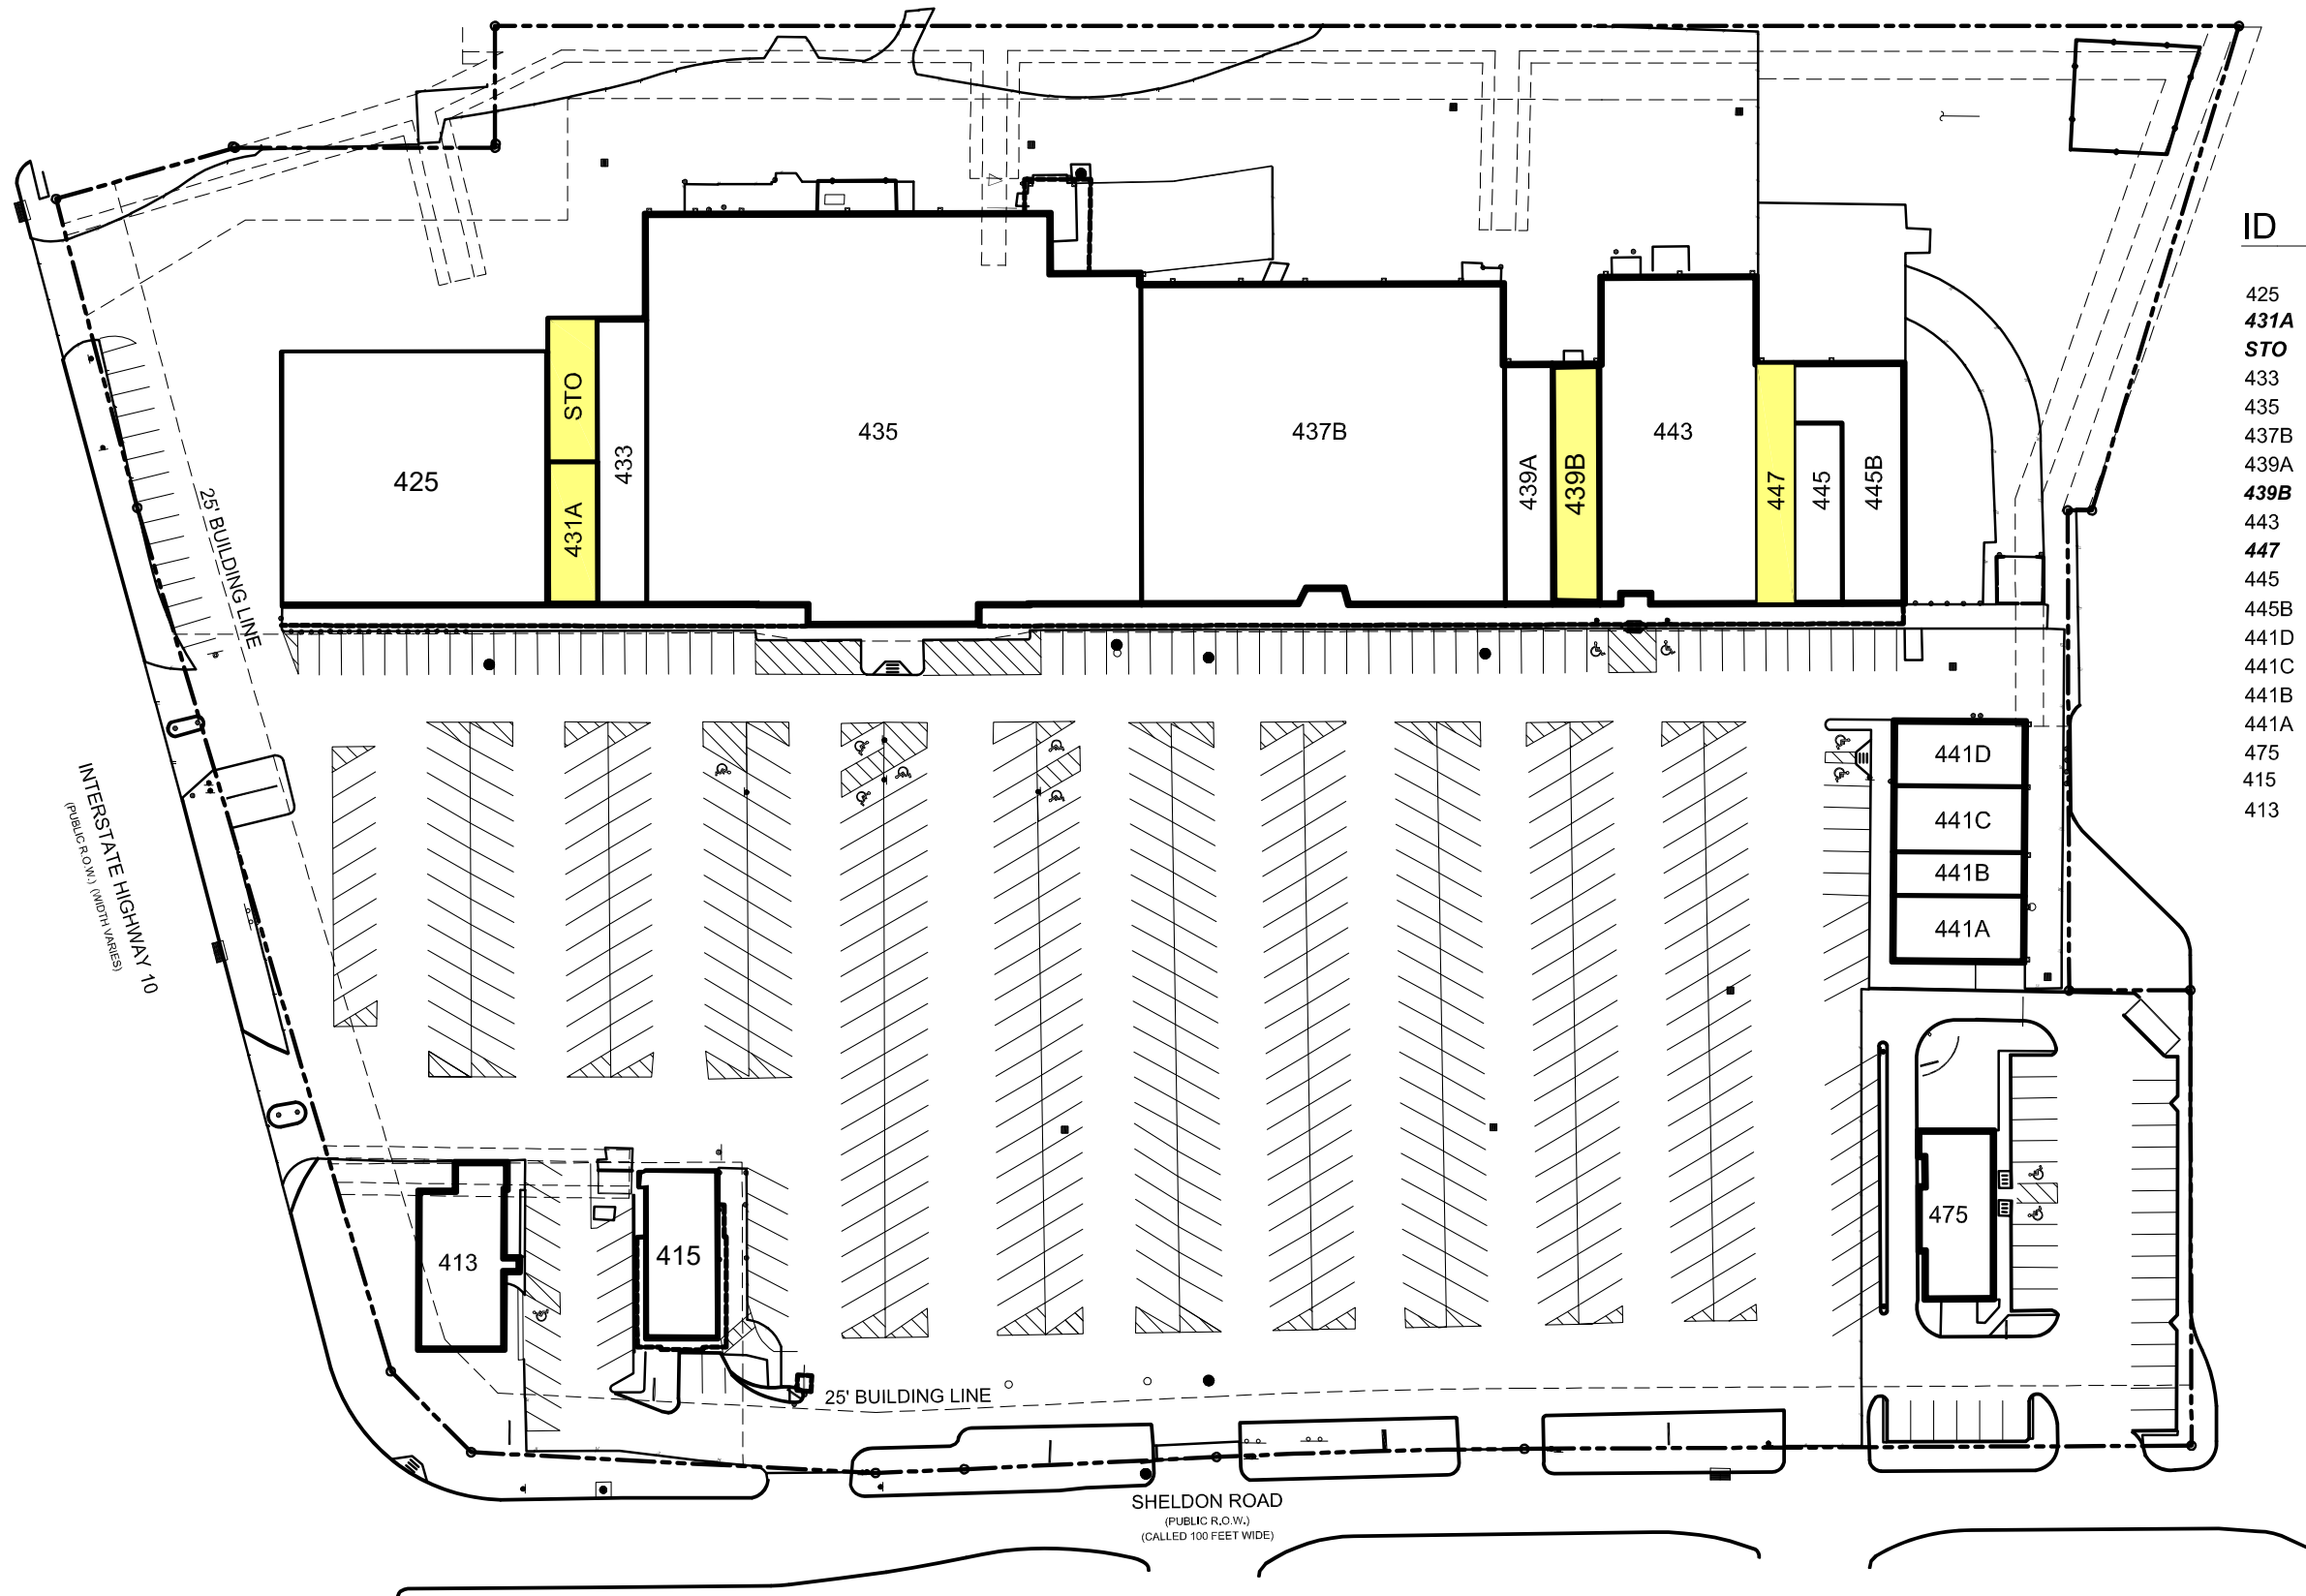 ID
425
431A
STO
433
435
437B
439A
439B
443
447
445
445B
441D
441C
441B
441A
475
415
413
425
STO
431A
433
435
437B
439A
439B
443
447
445
445B
25' BUILDING LINE
INTERSTATE HIGHWAY 10
(PUBLIC R.O.W.) (WIDTH VARIES)
441D
441C
441B
441A
413
415
475
25' BUILDING LINE
SHELDON ROAD
(PUBLIC R.O.W.)
(CALLED 100 FEET WIDE)